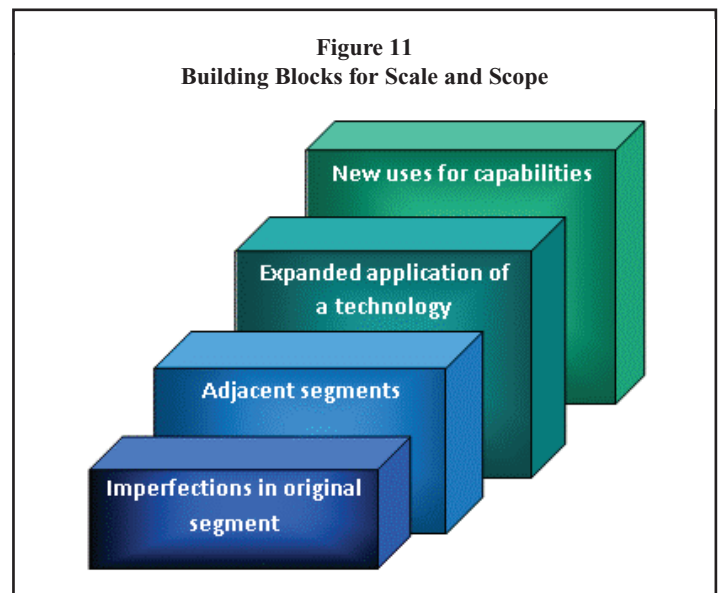 Figure 11
Building Blocks for Scale and Scope
New uses for capabilities
Expanded application of
a technology
Adjacent segments
Imperfections in original
segment